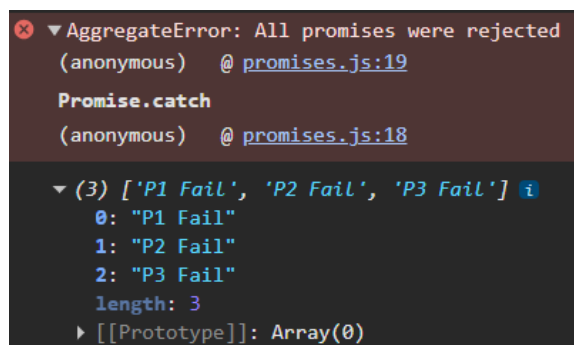 AggregateError: All promises were rejected
(anonymous) @ promises.js:19
Promise.catch
(anonymous) @ promises.js:18
(3) ['P1 Fail', 'P2 Fail', 'P3 Fail'] i
0: "P1 Fail"
1: "P2 Fail"
2: "P3 Fail"
length: 3
[[Prototype]]: Array(0)